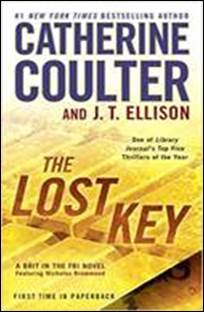 #1 NEW YORK TIMES BESTSELLING AUTHOR
CATHERINE
COULTER
AND J. T. ELLISON
One of Library
Journal's Top Five
Thrillers of the Year
THE
LOST
KEY
A BRIT IN THE FBI NOVEL
Featuring Nicholas Drummond
FIRST TIME IN PAPERBACK